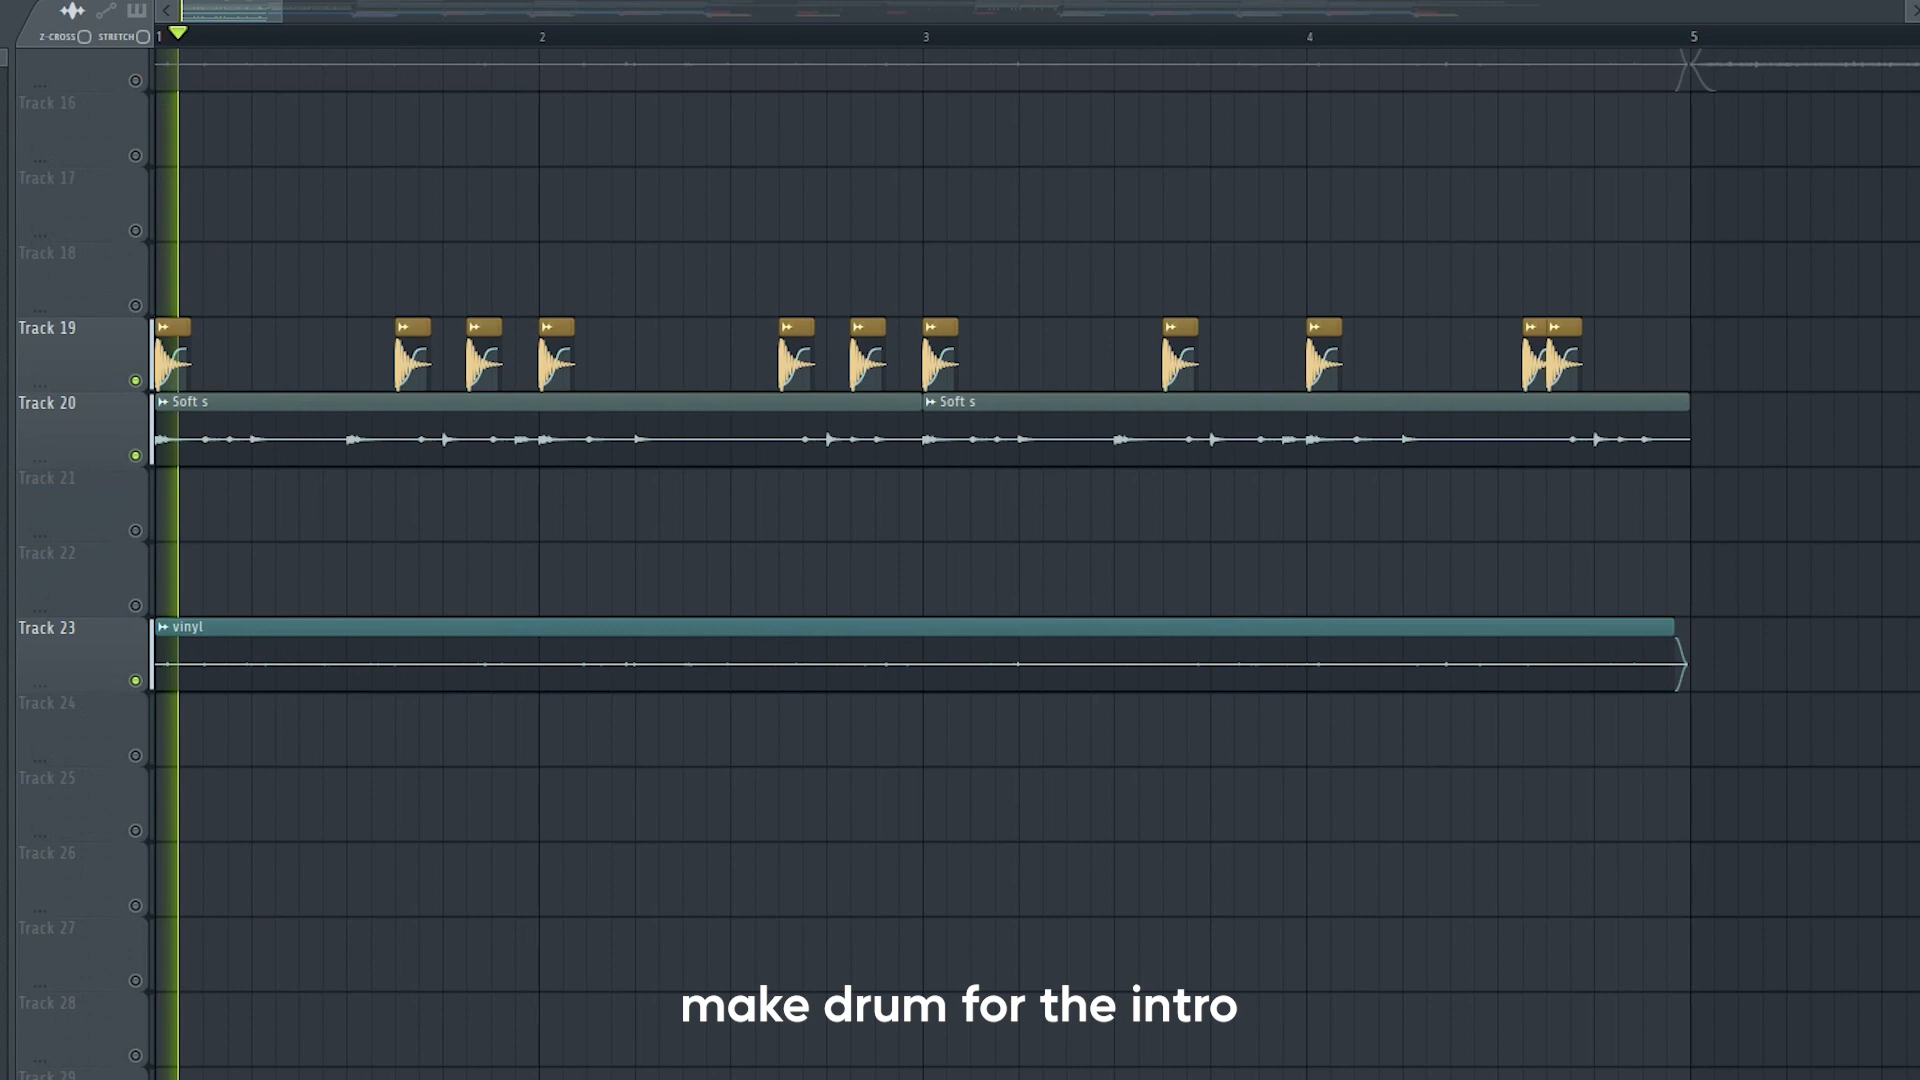 Z-CROSS STRETCH 1 2 3 4 5
Track 16
Track 17
Track 18
Track 19
Track 20 Soft s Soft s
Track 21
Track 22
Track 23 vinyl
Track 24
Track 25
Track 26
Track 27
make drum for the intro
Track 28
Track 29